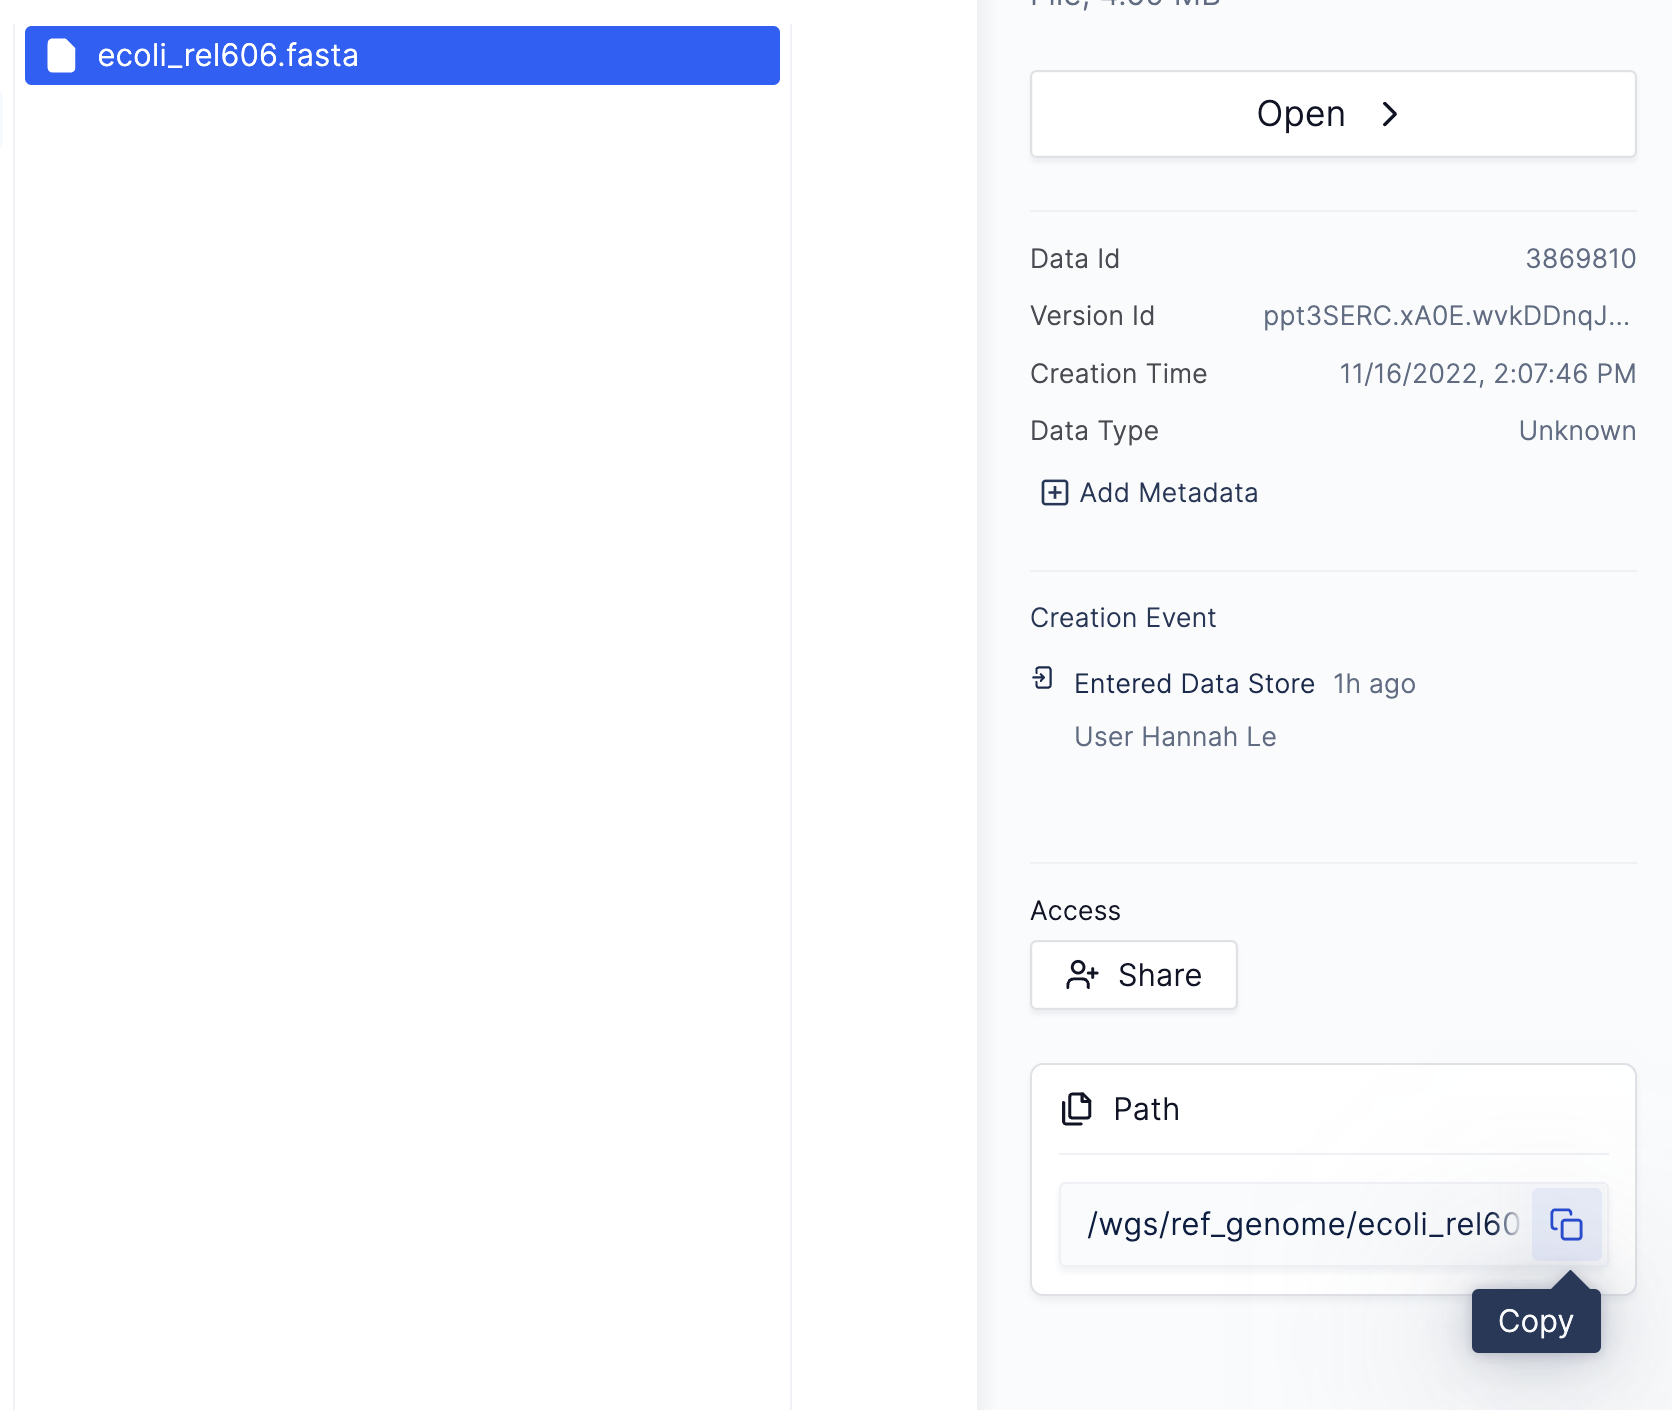 ecoli_rel606.fasta
Open
Data Id 3869810
Version Id ppt3SERC.xA0E.wvkDDnqJ...
Creation Time 11/16/2022, 2:07:46 PM
Data Type Unknown
Add Metadata
Creation Event
Entered Data Store 1h ago
User Hannah Le
Access
Share
Path
/wgs/ref_genome/ecoli_rel60
Copy